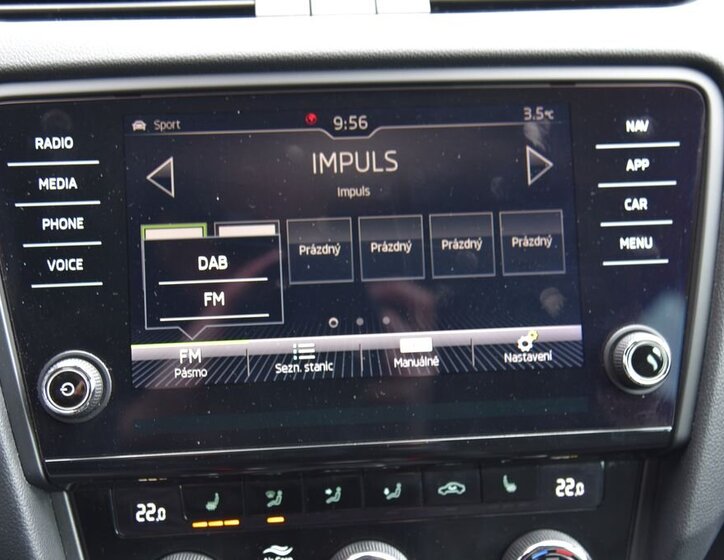 Sport
9:56
3.5°C
RADIO
MEDIA
PHONE
VOICE
IMPULS
Impuls
NAV
APP
CAR
MENU
Prázdný
Prázdný
Prázdný
Prázdný
DAB
FM
FM
Pásmo
Sezn. stanic
Manuálně
Nastavení
22.0
22.0